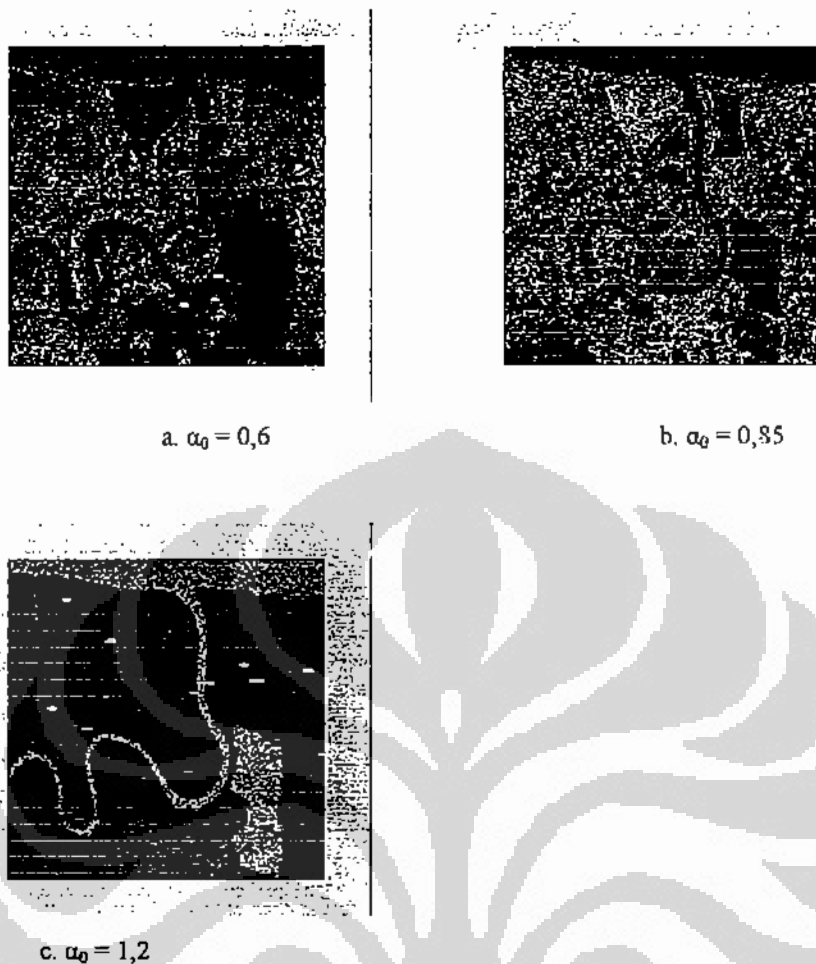 a. α₀ = 0,6
b. α₀ = 0,85
c. α₀ = 1,2